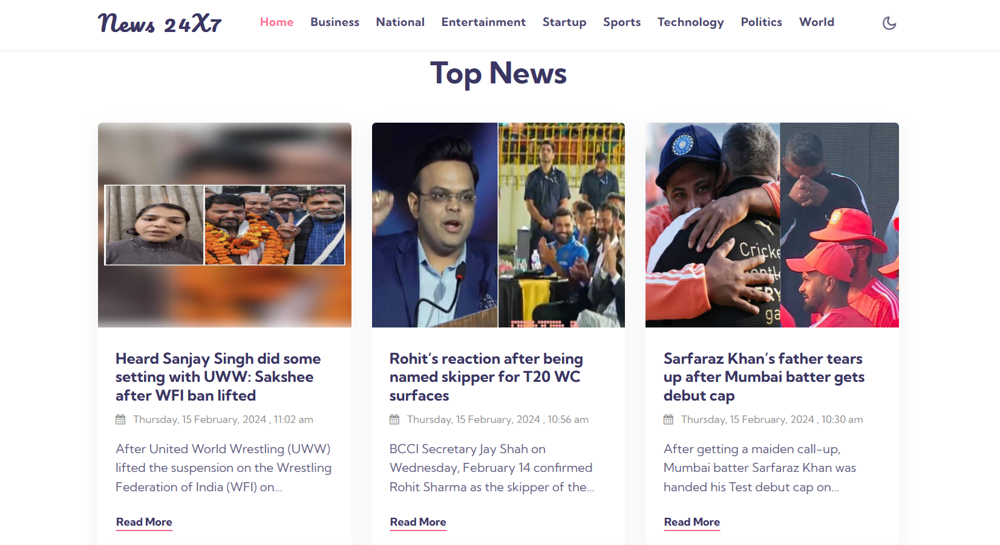 News 24X7
Home Business National Entertainment Startup Sports Technology Politics World
Top News
Cricke
ga
Heard Sanjay Singh did some
setting with UWW: Sakshee
after WFI ban lifted
Thursday, 15 February, 2024 , 11:02 am
After United World Wrestling (UWW)
lifted the suspension on the Wrestling
Federation of India (WFI) on...
Read More
Rohit’s reaction after being
named skipper for T20 WC
surfaces
Thursday, 15 February, 2024 , 10:56 am
BCCI Secretary Jay Shah on
Wednesday, February 14 confirmed
Rohit Sharma as the skipper of the...
Read More
Sarfaraz Khan’s father tears
up after Mumbai batter gets
debut cap
Thursday, 15 February, 2024 , 10:30 am
After getting a maiden call-up,
Mumbai batter Sarfaraz Khan was
handed his Test debut cap on...
Read More